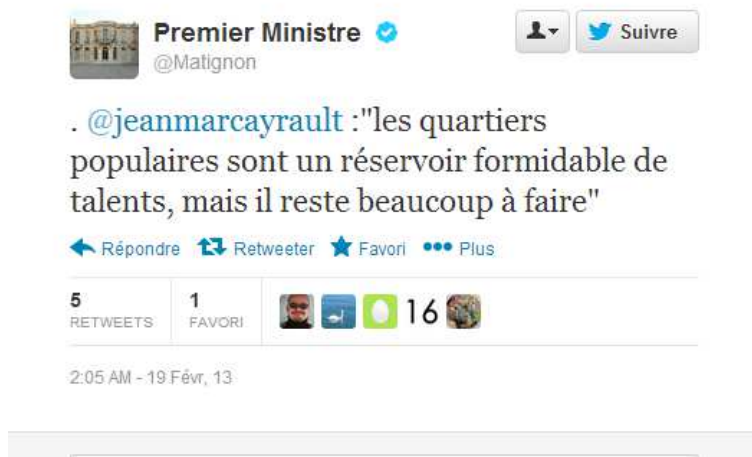 Premier Ministre
Suivre
@Matignon
. @jeanmarcayrault :"les quartiers
populaires sont un réservoir formidable de
talents, mais il reste beaucoup à faire"
Répondre Retweeter Favori Plus
5 1
RETWEETS FAVORI
16
2:05 AM - 19 Févr, 13